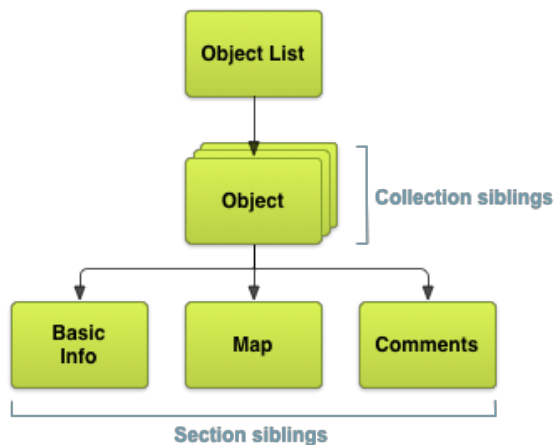 Object List
Object
Collection siblings
Basic
Info
Map
Comments
Section siblings